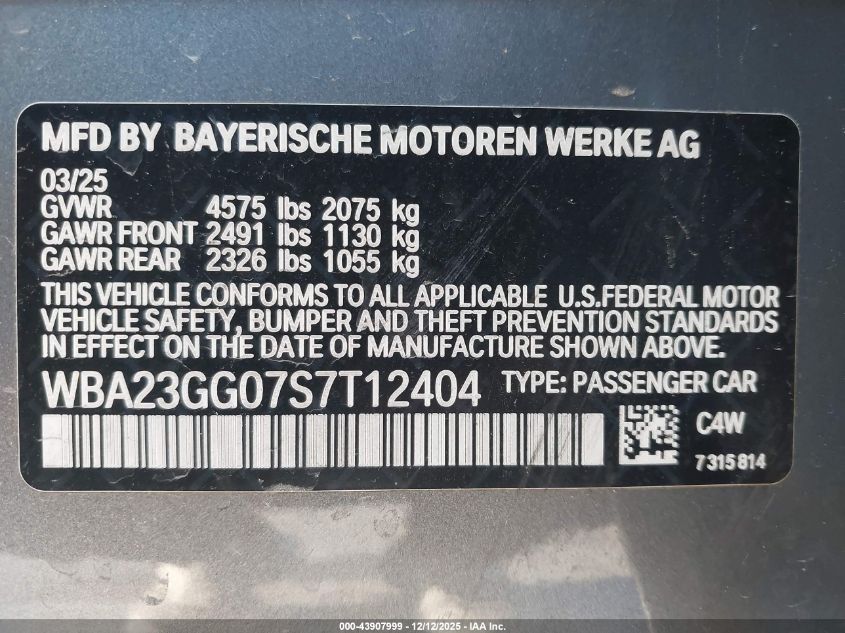 MFD BY BAYERISCHE MOTOREN WERKE AG
03/25
GVWR 4575 lbs 2075 kg
GAWR FRONT 2491 lbs 1130 kg
GAWR REAR 2326 lbs 1055 kg
THIS VEHICLE CONFORMS TO ALL APPLICABLE U.S.FEDERAL MOTOR
VEHICLE SAFETY, BUMPER AND THEFT PREVENTION STANDARDS
IN EFFECT ON THE DATE OF MANUFACTURE SHOWN ABOVE.
WBA23GG07S7T12404 TYPE: PASSENGER CAR
C4W
7315814
000-43907999 - 12/12/2025 - IAA Inc.